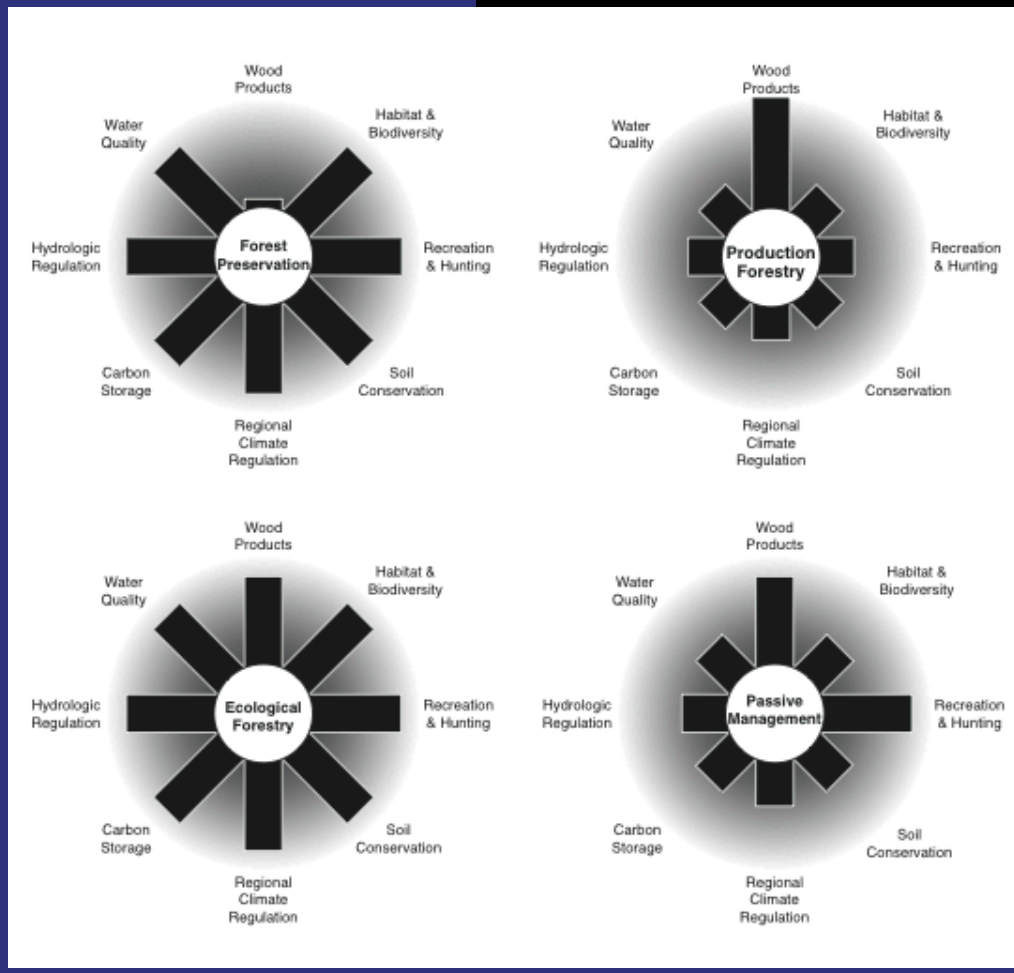 Wood
Products
Habitat &
Biodiversity
Water
Quality
Hydrologic
Regulation
Forest
Preservation
Recreation
& Hunting
Carbon
Storage
Soil
Conservation
Regional
Climate
Regulation
Wood
Products
Habitat &
Biodiversity
Water
Quality
Hydrologic
Regulation
Production
Forestry
Recreation
& Hunting
Carbon
Storage
Soil
Conservation
Regional
Climate
Regulation
Wood
Products
Habitat &
Biodiversity
Water
Quality
Hydrologic
Regulation
Ecological
Forestry
Recreation
& Hunting
Carbon
Storage
Soil
Conservation
Regional
Climate
Regulation
Wood
Products
Habitat &
Biodiversity
Water
Quality
Hydrologic
Regulation
Passive
Management
Recreation
& Hunting
Carbon
Storage
Soil
Conservation
Regional
Climate
Regulation